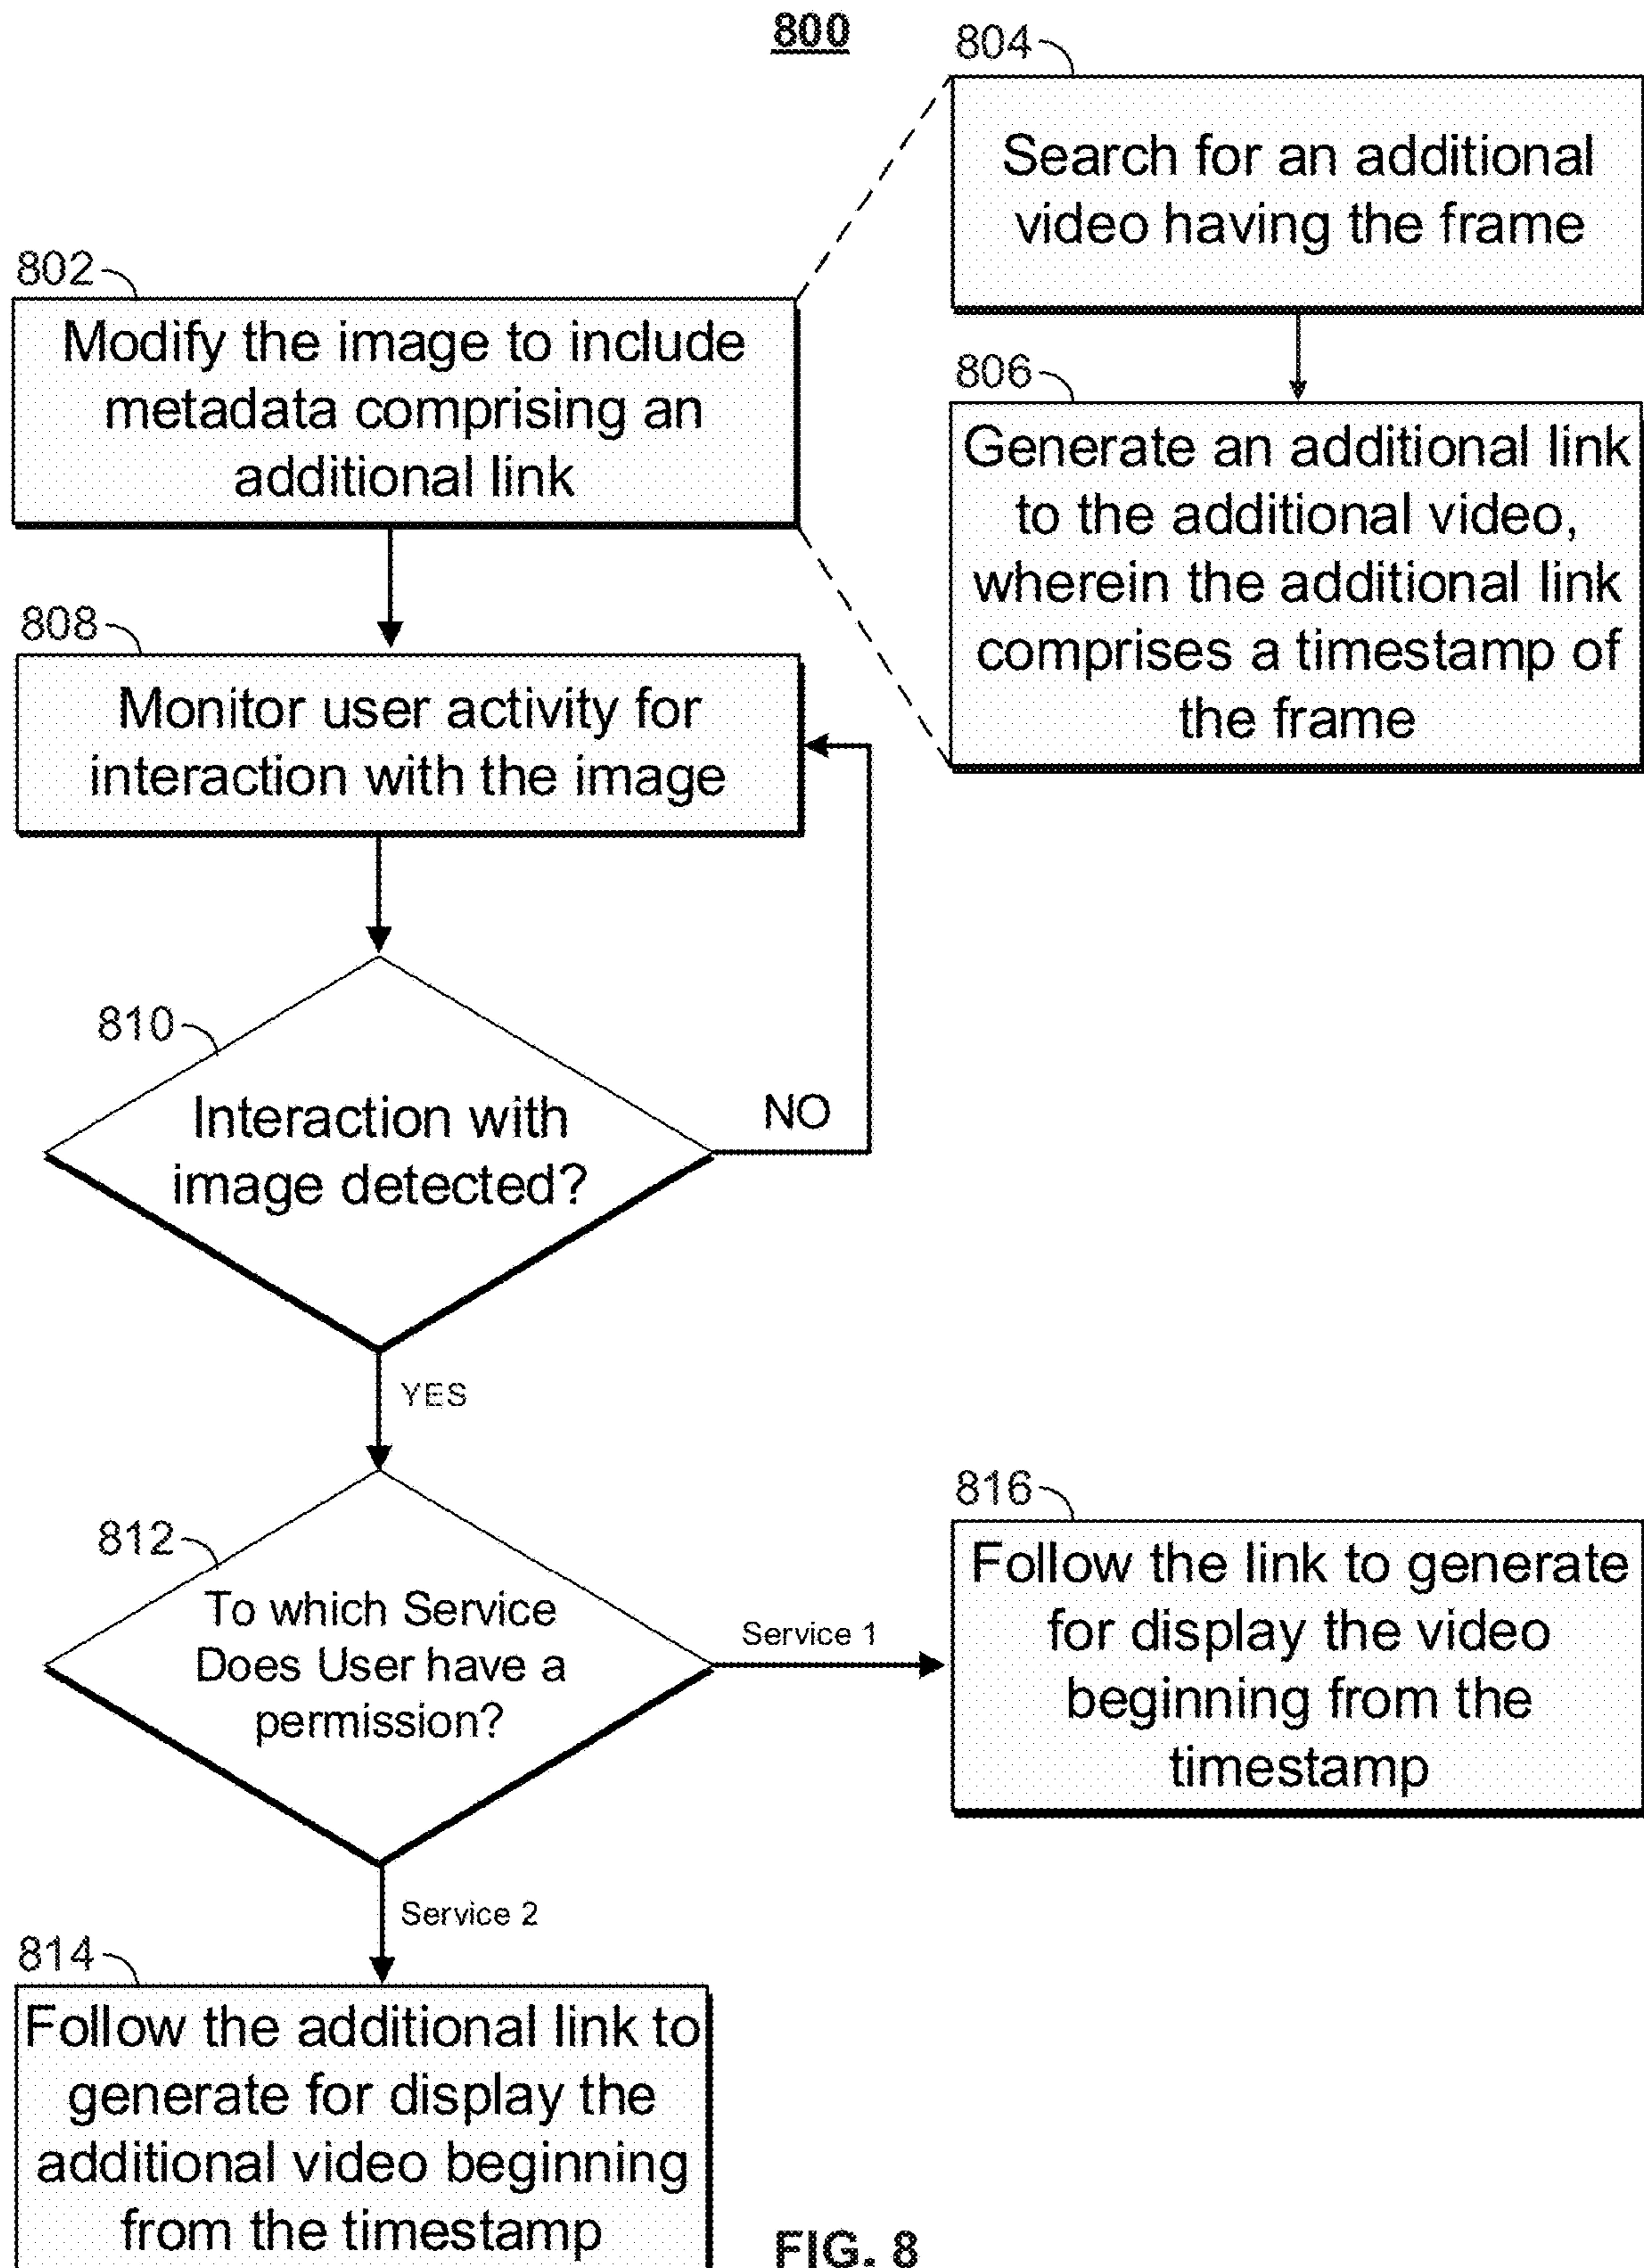 800
804
Search for an additional
video having the frame
802
Modify the image to include
metadata comprising an
additional link
806
Generate an additional link
to the additional video,
wherein the additional link
comprises a timestamp of
the frame
808
Monitor user activity for
interaction with the image
810
Interaction with
image detected?
NO
YES
812
To which Service
Does User have a
permission?
Service 1
816
Follow the link to generate
for display the video
beginning from the
timestamp
Service 2
814
Follow the additional link to
generate for display the
additional video beginning
from the timestamp
FIG. 8